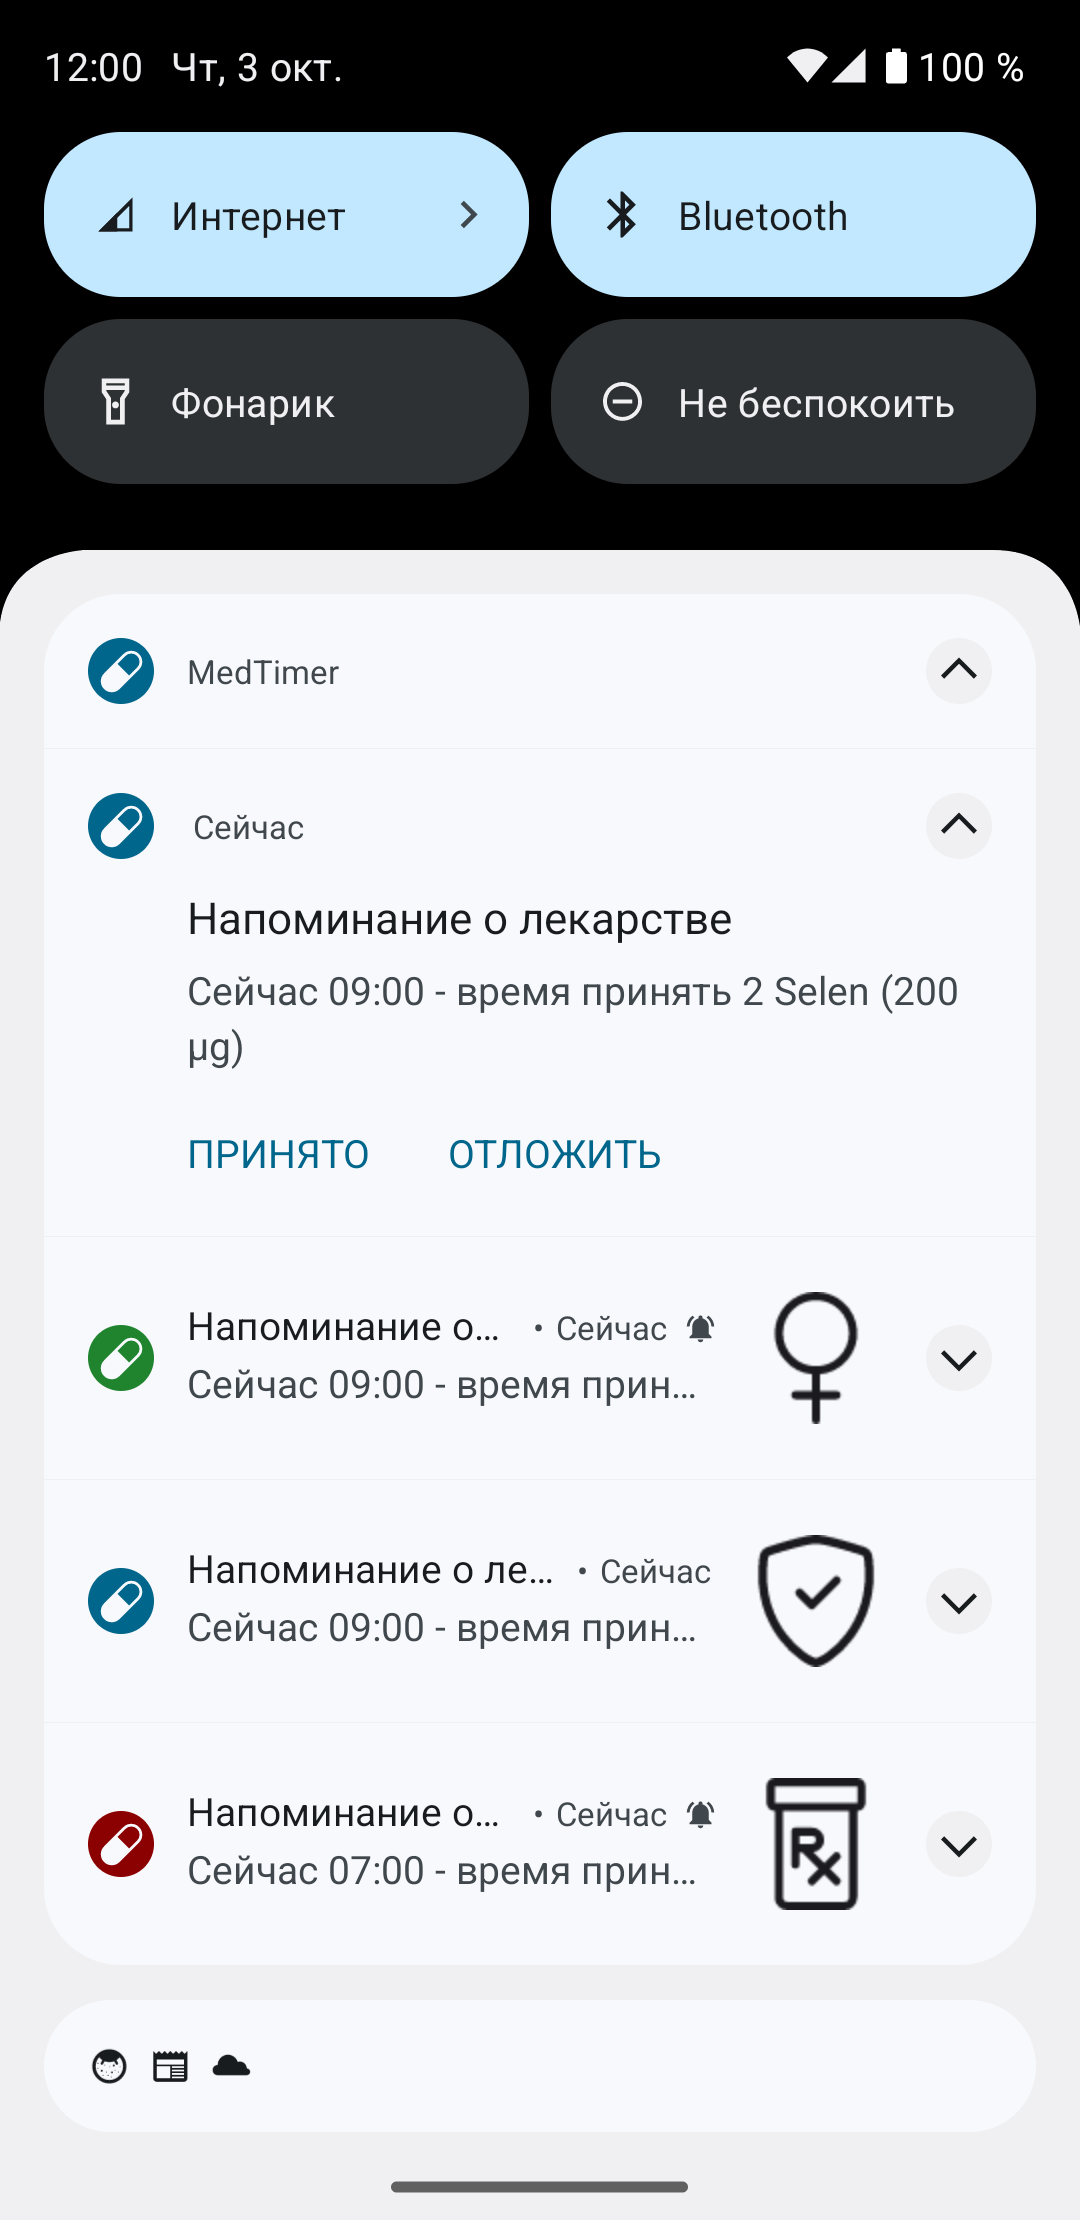 12:00 Чт, 3 окт. 100 %
Интернет Bluetooth
Фонарик Не беспокоить
MedTimer
Сейчас
Напоминание о лекарстве
Сейчас 09:00 - время принять 2 Selen (200
µg)
ПРИНЯТО ОТЛОЖИТЬ
Напоминание о… • Сейчас
Сейчас 09:00 - время прин…
Напоминание о ле… • Сейчас
Сейчас 09:00 - время прин…
Напоминание о… • Сейчас
Сейчас 07:00 - время прин…
Rx